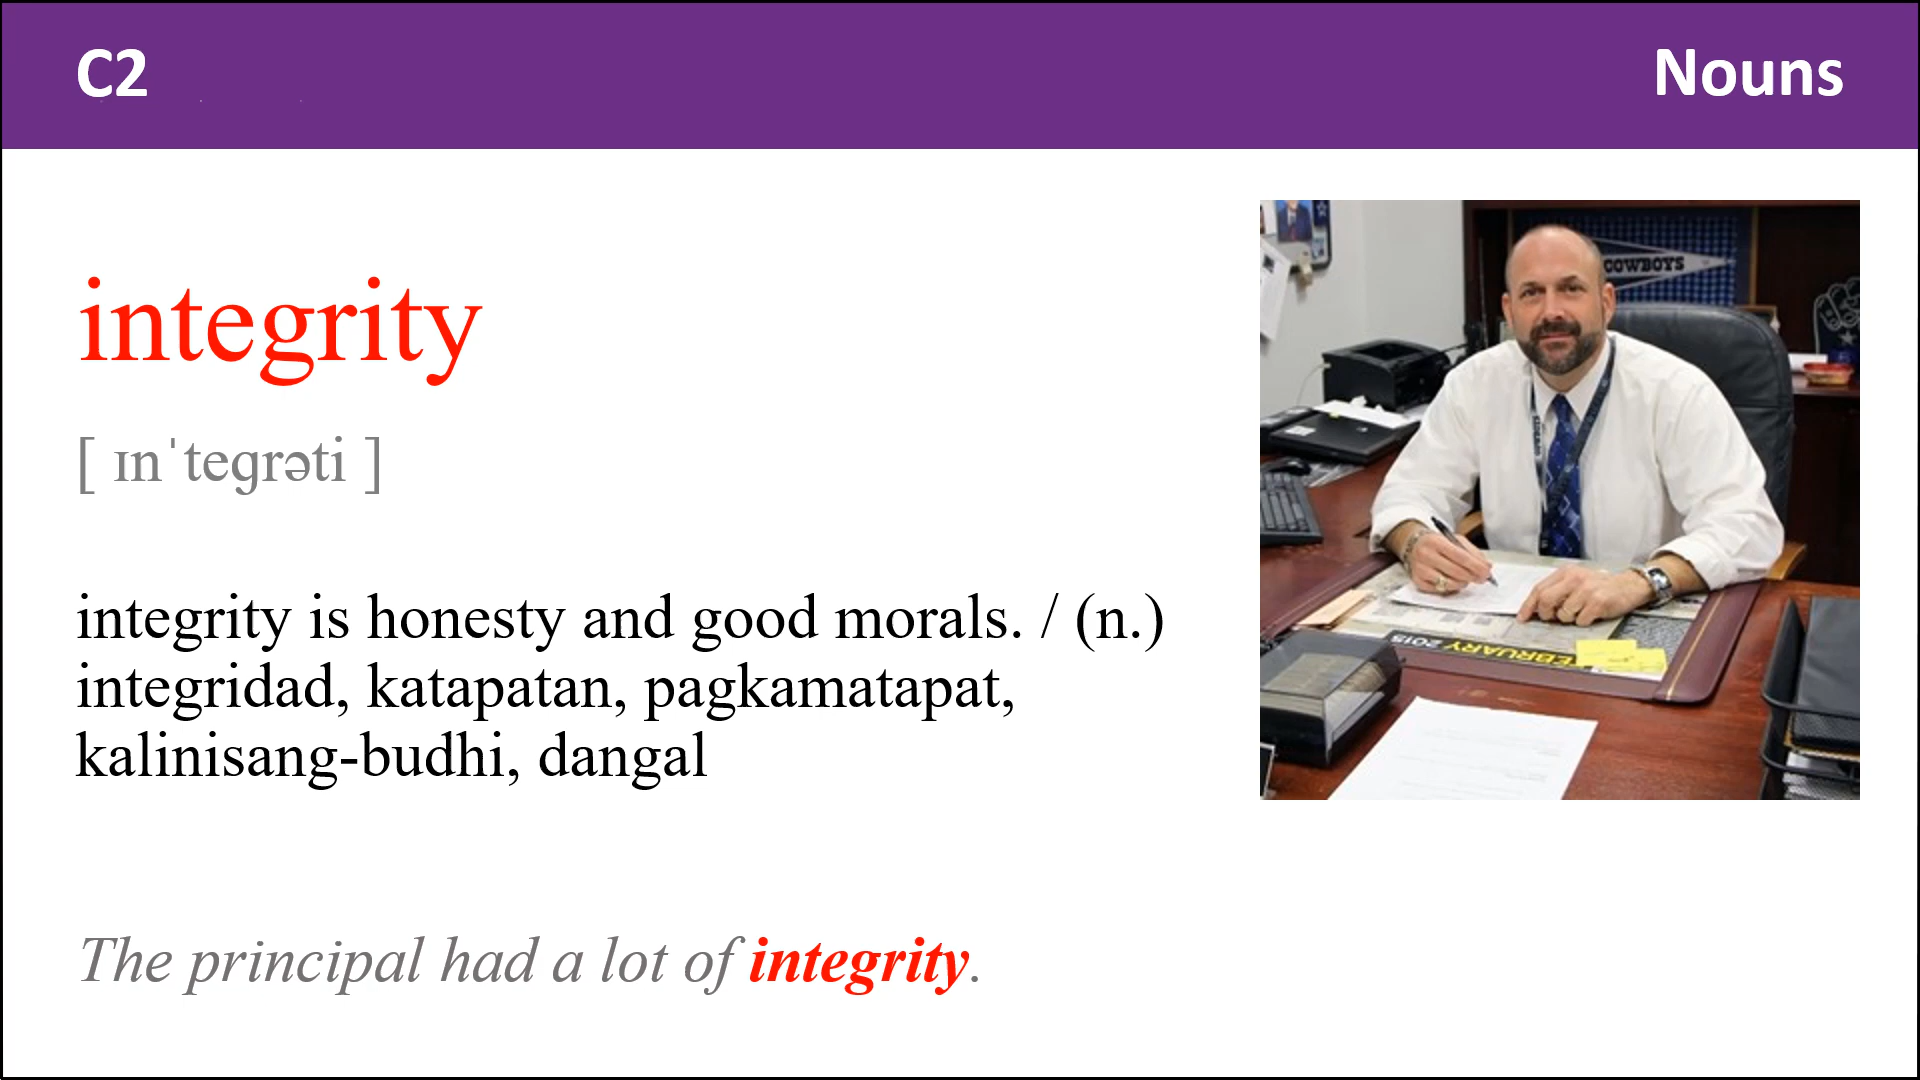 C2
Nouns
integrity
[ ɪnˈteɡrəti ]
integrity is honesty and good morals. / (n.)
integridad, katapatan, pagkamatapat,
kalinisang-budhi, dangal
The principal had a lot of integrity.
COWBOYS
FEBRUARY 2015